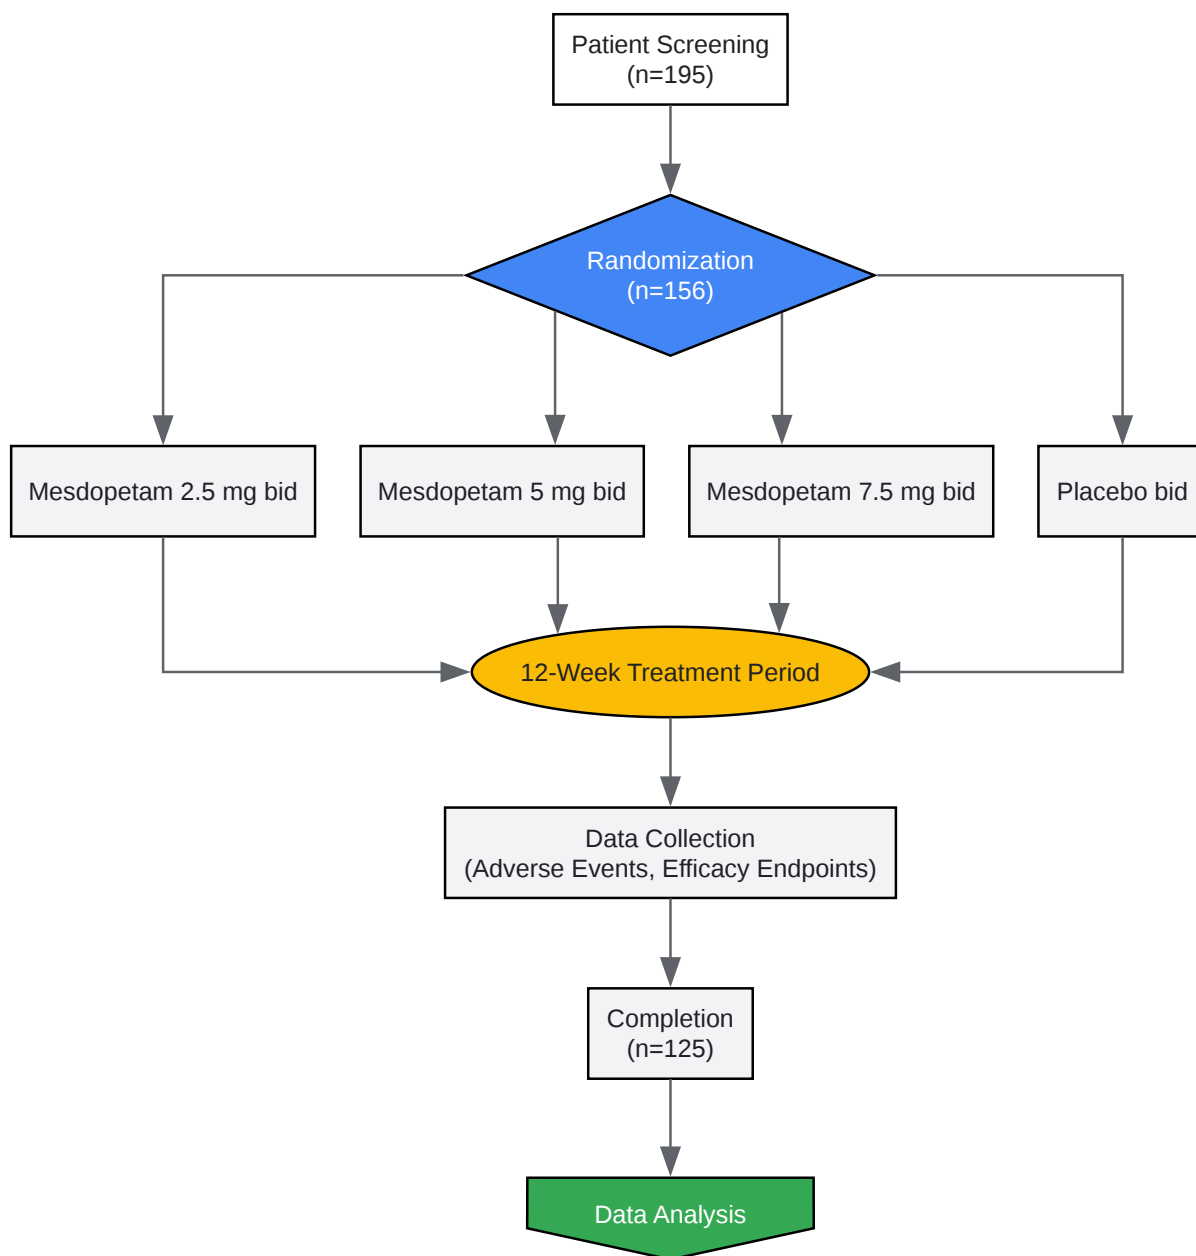 Patient Screening
(n=195)
Randomization
(n=156)
Mesdopetam 2.5 mg bid
Mesdopetam 5 mg bid
Mesdopetam 7.5 mg bid
Placebo bid
12-Week Treatment Period
Data Collection
(Adverse Events, Efficacy Endpoints)
Completion
(n=125)
Data Analysis